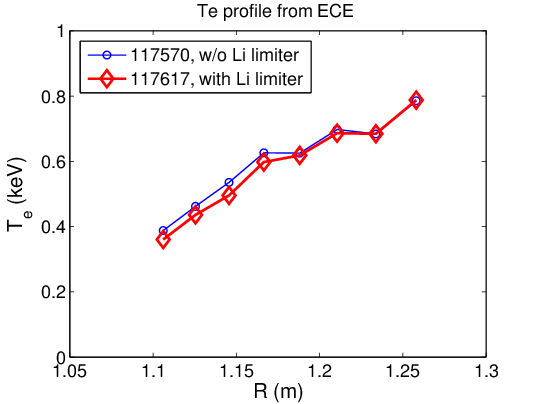 Te profile from ECE
117570, w/o Li limiter
117617, with Li limiter
1
0.8
0.6
0.4
0.2
0
T_e (keV)
1.05 1.1 1.15 1.2 1.25 1.3
R (m)